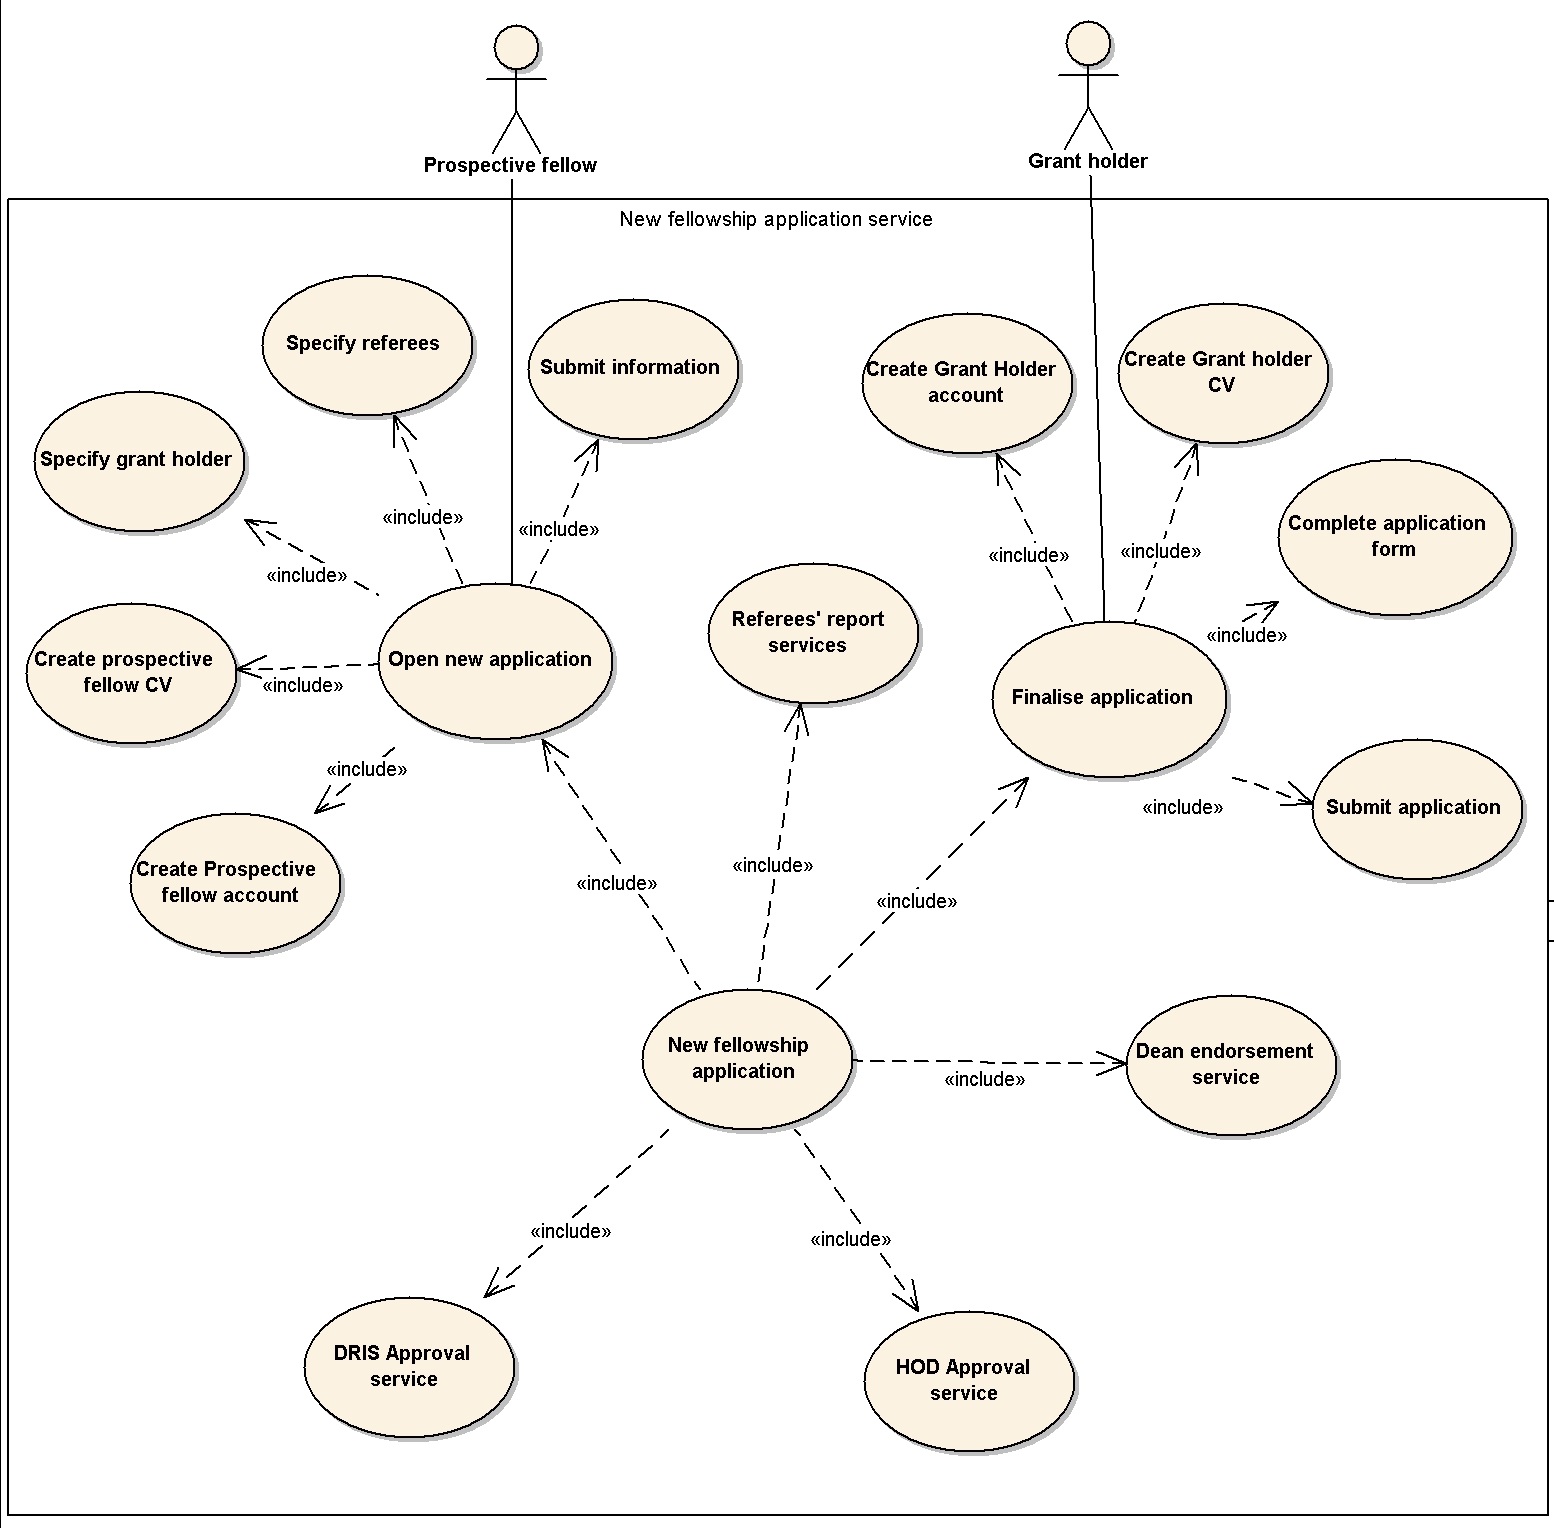 Prospective fellow
Grant holder
New fellowship application service
Specify referees
Submit information
Create Grant Holder
account
Create Grant holder
CV
Specify grant holder
Complete application
form
«include»
«include»
«include»
«include»
«include»
Referees' report
services
«include»
Create prospective
fellow CV
«include»
Open new application
Finalise application
«include»
Submit application
«include»
Create Prospective
fellow account
«include»
«include»
«include»
New fellowship
application
Dean endorsement
service
«include»
«include»
«include»
DRIS Approval
service
HOD Approval
service